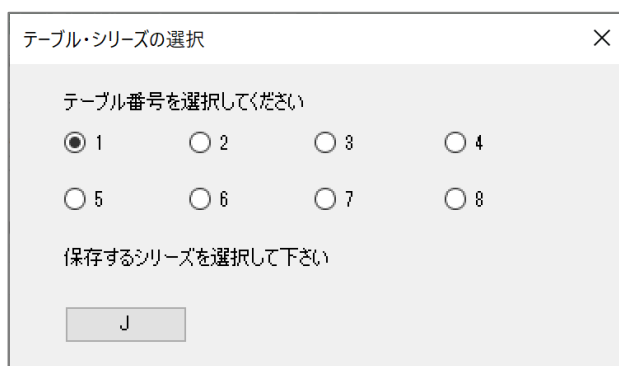 テーブル・シリーズの選択
テーブル番号を選択してください
1 2 3 4
5 6 7 8
保存するシリーズを選択して下さい
J